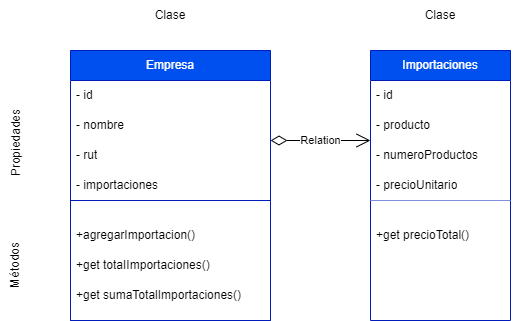 Clase
Clase
Empresa
- id
- nombre
- rut
- importaciones
+agregarImportacion()
+get totalImportaciones()
+get sumaTotalImportaciones()
Relation
Importaciones
- id
- producto
- numeroProductos
- precioUnitario
+get precioTotal()
Propiedades
Métodos